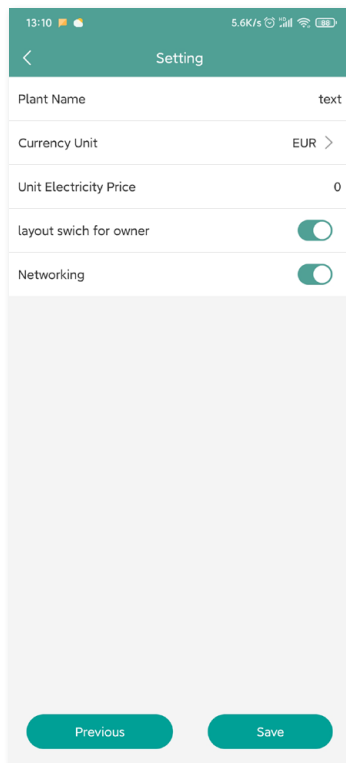 13:10 5.6K/s 88
Setting
Plant Name text
Currency Unit EUR
Unit Electricity Price 0
layout swich for owner
Networking
Previous Save